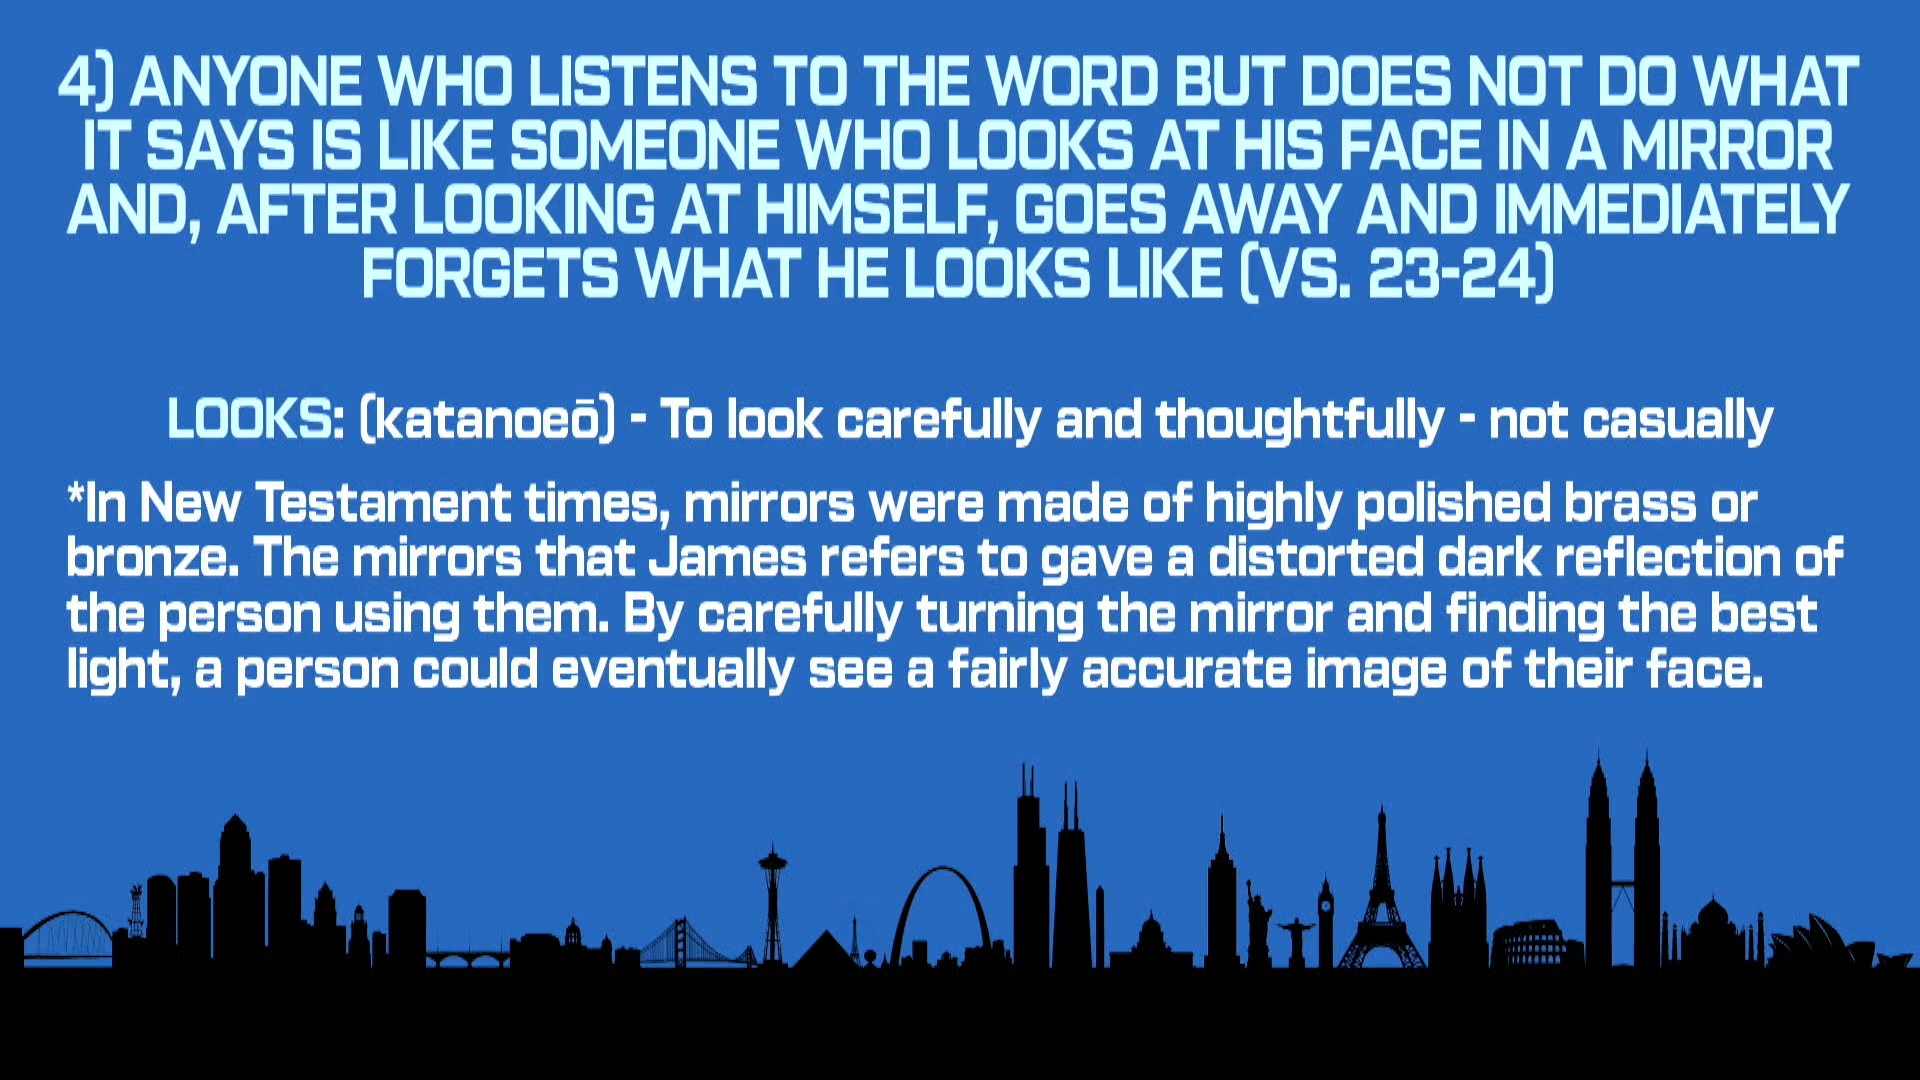 4) ANYONE WHO LISTENS TO THE WORD BUT DOES NOT DO WHAT
IT SAYS IS LIKE SOMEONE WHO LOOKS AT HIS FACE IN A MIRROR
AND, AFTER LOOKING AT HIMSELF, GOES AWAY AND IMMEDIATELY
FORGETS WHAT HE LOOKS LIKE (VS. 23-24)
LOOKS: (katanoeō) - To look carefully and thoughtfully - not casually
*In New Testament times, mirrors were made of highly polished brass or
bronze. The mirrors that James refers to gave a distorted dark reflection of
the person using them. By carefully turning the mirror and finding the best
light, a person could eventually see a fairly accurate image of their face.